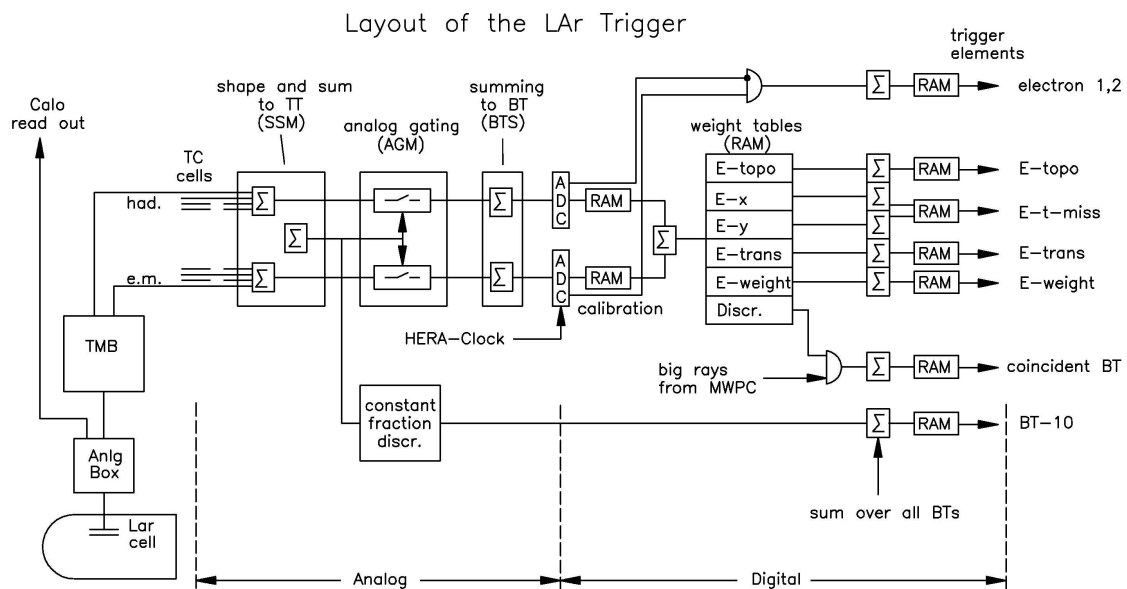 Layout of the LAr Trigger
trigger
elements
electron 1,2
Σ
RAM
Calo
read out
shape and sum
to TT
(SSM)
analog gating
(AGM)
summing
to BT
(BTS)
weight tables
(RAM)
TC
cells
had.
e.m.
Σ
Σ
Σ
Σ
Σ
ADC
ADC
RAM
RAM
calibration
Σ
HERA-Clock
E-topo
E-x
E-y
E-trans
E-weight
Discr.
Σ
Σ
Σ
Σ
Σ
RAM
RAM
RAM
RAM
E-topo
E-t-miss
E-trans
E-weight
TMB
big rays
from MWPC
Σ
RAM
coincident BT
constant
fraction
discr.
Σ
RAM
BT-10
Anlg
Box
sum over all BTs
Lar
cell
Analog
Digital